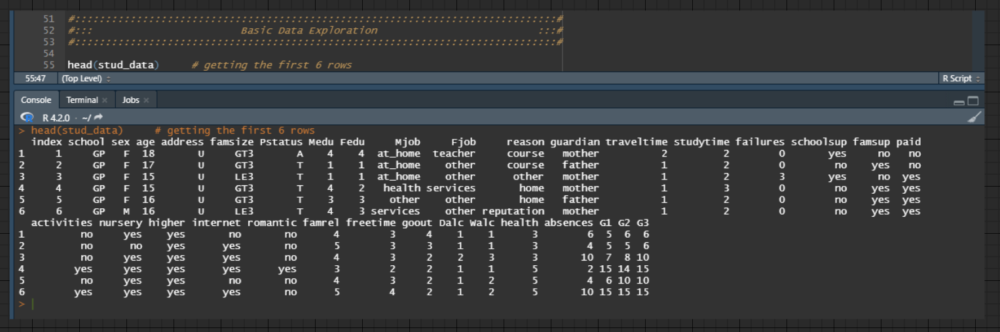 51 #:::::::::::::::::::::::::::::::::::::::::::::::::::::::::::::::::::::::::::::#
52 #::: Basic Data Exploration :::#
53 #:::::::::::::::::::::::::::::::::::::::::::::::::::::::::::::::::::::::::::::#
54
55 head(stud_data) # getting the first 6 rows
55:47 (Top Level) R Script
Console Terminal Jobs
R 4.2.0 · ~/
> head(stud_data) # getting the first 6 rows
index school sex age address famsize Pstatus Medu Fedu Mjob Fjob reason guardian traveltime studytime failures schoolsup famsup paid
1 1 GP F 18 U GT3 A 4 4 at_home teacher course mother 2 2 0 yes no no
2 2 GP F 17 U GT3 T 1 1 at_home other course father 1 2 0 no yes no
3 3 GP F 15 U LE3 T 1 1 at_home other other mother 1 2 3 yes no yes
4 4 GP F 15 U GT3 T 4 2 health services home mother 1 3 0 no yes yes
5 5 GP F 16 U GT3 T 3 3 other other home father 1 2 0 no yes yes
6 6 GP M 16 U LE3 T 4 3 services other reputation mother 1 2 0 no yes yes
activities nursery higher internet romantic famrel freetime goout Dalc Walc health absences G1 G2 G3
1 no yes yes no no 4 3 4 1 1 3 6 5 6 6
2 no no yes yes no 5 3 3 1 1 3 4 5 5 6
3 no yes yes yes no 4 3 2 2 3 3 10 7 8 10
4 yes yes yes yes yes 3 2 2 1 1 5 2 15 14 15
5 no yes yes no no 4 3 2 1 2 5 4 6 10 10
6 yes yes yes yes no 5 4 2 1 2 5 10 15 15 15
>